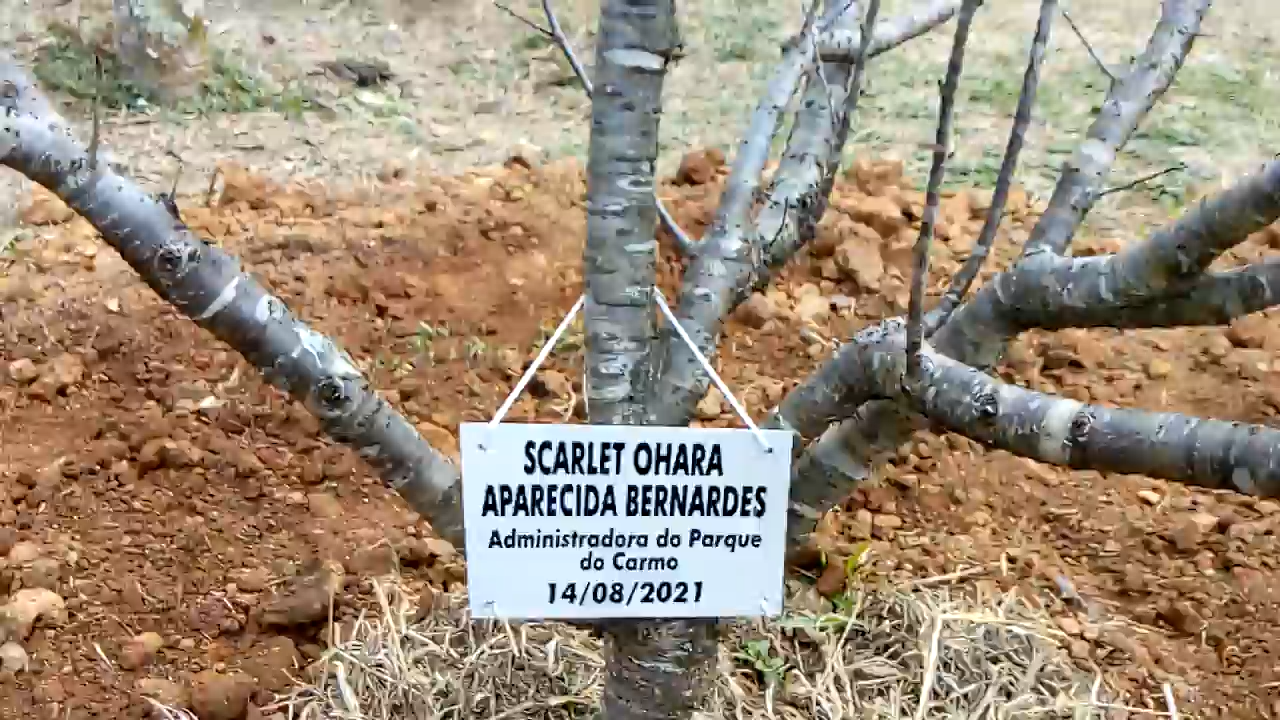 SCARLET OHARA
APARECIDA BERNARDES
Administradora do Parque
do Carmo
14/08/2021